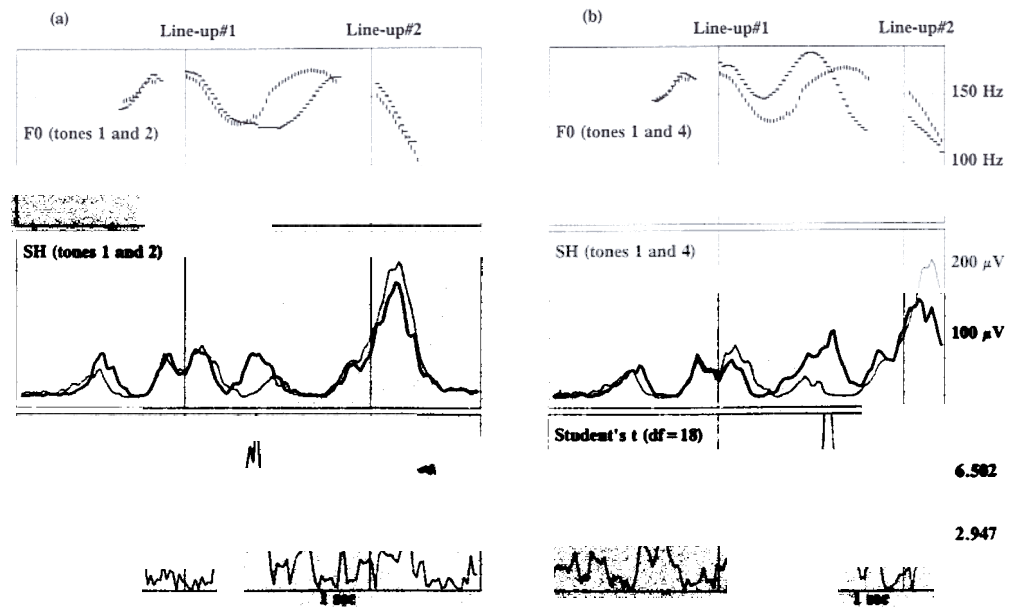 (a)
Line-up#1
Line-up#2
F0 (tones 1 and 2)
SH (tones 1 and 2)
1 sec
(b)
Line-up#1
Line-up#2
150 Hz
F0 (tones 1 and 4)
100 Hz
SH (tones 1 and 4)
200 μV
100 μV
Student's t (df = 18)
6.582
2.947
1 sec